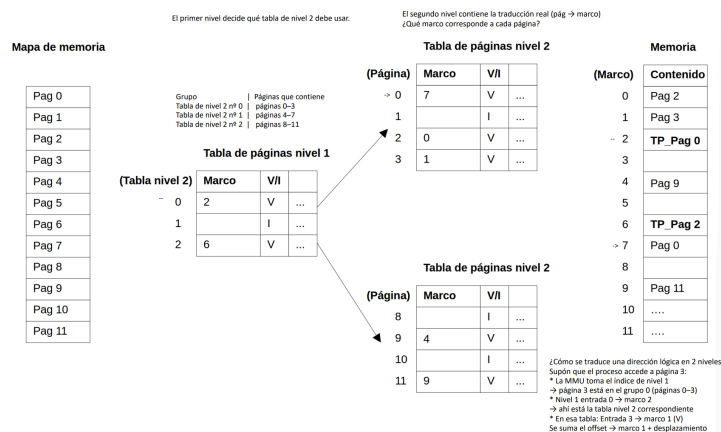 El primer nivel decide qué tabla de nivel 2 debe usar.
El segundo nivel contiene la traducción real (pág → marco)
¿Qué marco corresponde a cada página?
Mapa de memoria
Pag 0
Pag 1
Pag 2
Pag 3
Pag 4
Pag 5
Pag 6
Pag 7
Pag 8
Pag 9
Pag 10
Pag 11
Grupo | Páginas que contiene
Tabla de nivel 2 nº 0 | páginas 0–3
Tabla de nivel 2 nº 1 | páginas 4–7
Tabla de nivel 2 nº 2 | páginas 8–11
Tabla de páginas nivel 1
(Tabla nivel 2) Marco V/I
– 0 2 V ...
1 I ...
2 6 V ...
Tabla de páginas nivel 2
(Página) Marco V/I
-> 0 7 V ...
1 I ...
2 0 V ...
3 1 V ...
Tabla de páginas nivel 2
(Página) Marco V/I
8 I ...
9 4 V ...
10 I ...
11 9 V ...
Memoria
(Marco) Contenido
0 Pag 2
1 Pag 3
– 2 TP_Pag 0
3
4 Pag 9
5
6 TP_Pag 2
-> 7 Pag 0
8
9 Pag 11
10 ....
11 ....
¿Cómo se traduce una dirección lógica en 2 niveles
Supón que el proceso accede a página 3:
* La MMU toma el índice de nivel 1
→ página 3 está en el grupo 0 (páginas 0–3)
* Nivel 1 entrada 0 → marco 2
→ ahí está la tabla nivel 2 correspondiente
* En esa tabla: Entrada 3 → marco 1 (V)
Se suma el offset → marco 1 + desplazamiento